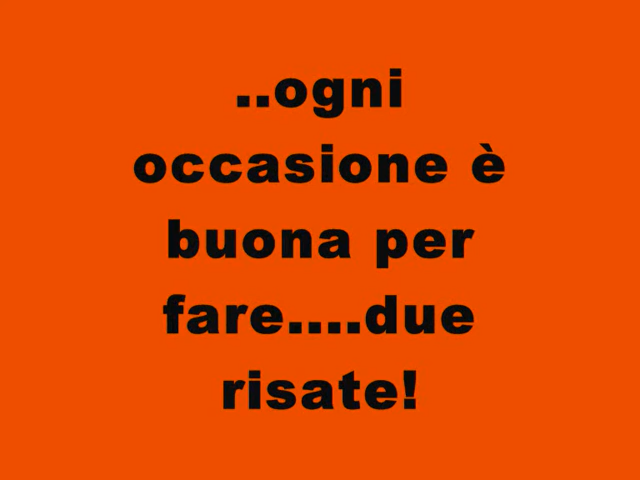 ..ogni
occasione è
buona per
fare....due
risate!